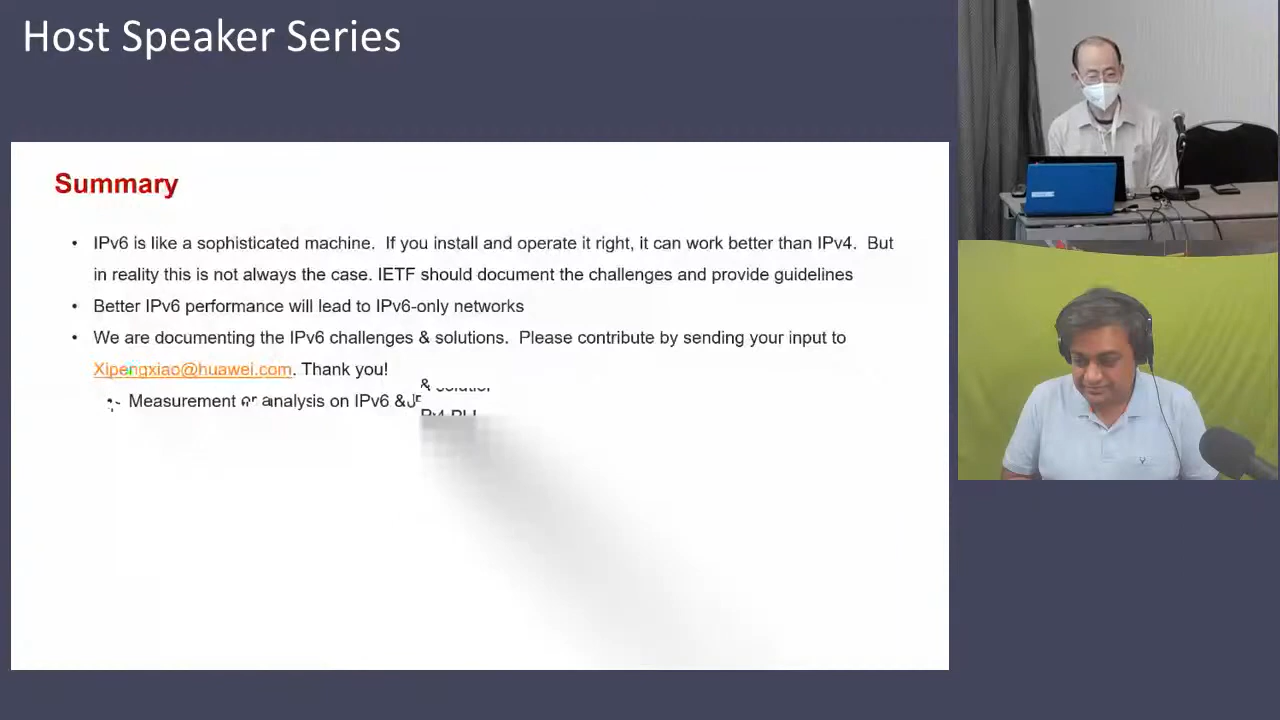 Host Speaker Series
Summary
• IPv6 is like a sophisticated machine.  If you install and operate it right, it can work better than IPv4.  But
in reality this is not always the case. IETF should document the challenges and provide guidelines
• Better IPv6 performance will lead to IPv6-only networks
• We are documenting the IPv6 challenges & solutions.  Please contribute by sending your input to
Xipengxiao@huawei.com. Thank you!
Measurement or analysis on IPv6 &